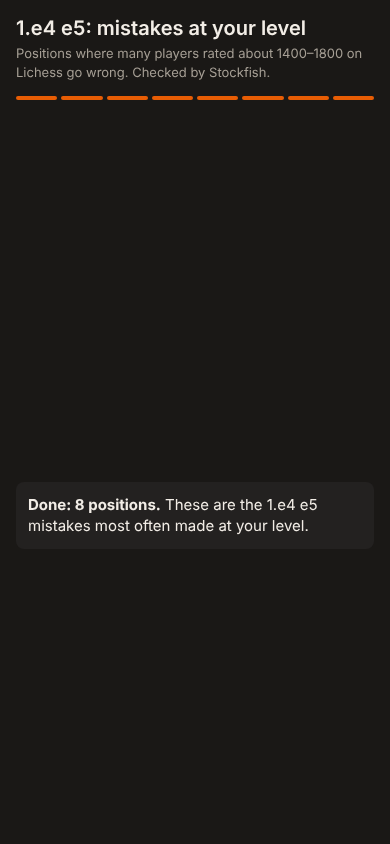 1.e4 e5: mistakes at your level
Positions where many players rated about 1400–1800 on
Lichess go wrong. Checked by Stockfish.
Done: 8 positions. These are the 1.e4 e5
mistakes most often made at your level.